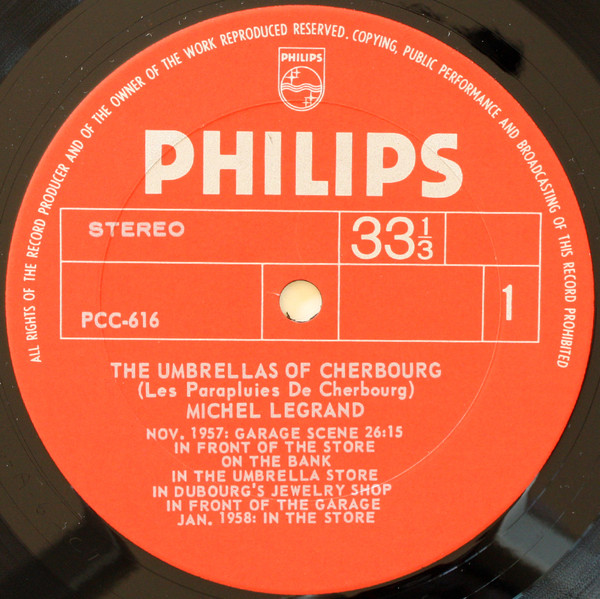 ALL RIGHTS OF THE RECORD PRODUCER AND OF THE OWNER OF THE WORK REPRODUCED RESERVED. COPYING, PUBLIC PERFORMANCE AND BROADCASTING OF THIS RECORD PROHIBITED
PHILIPS
PHILIPS
STEREO
33 1/3
PCC-616
1
THE UMBRELLAS OF CHERBOURG
(Les Parapluies De Cherbourg)
MICHEL LEGRAND
NOV. 1957: GARAGE SCENE 26:15
IN FRONT OF THE STORE
ON THE BANK
IN THE UMBRELLA STORE
IN DUBOURG'S JEWELRY SHOP
IN FRONT OF THE GARAGE
JAN. 1958: IN THE STORE